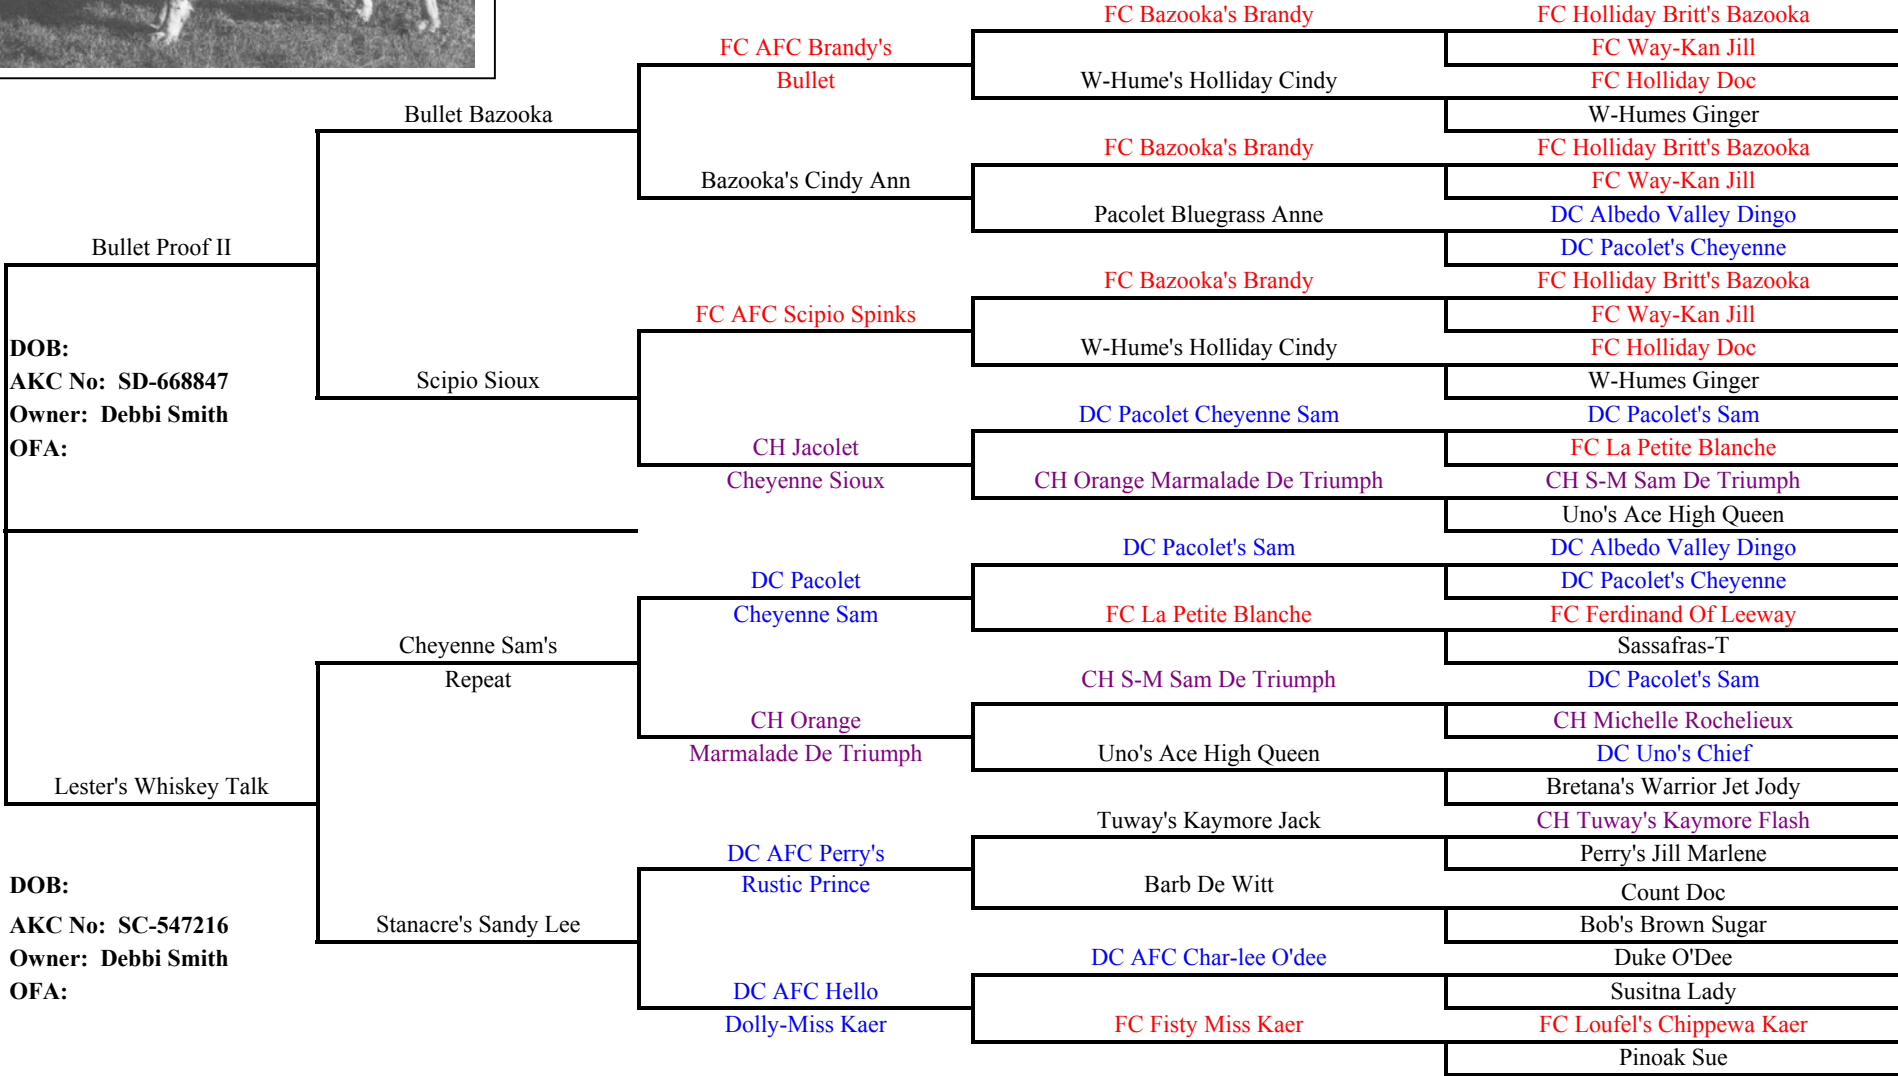 FC Bazooka's Brandy
FC Holliday Britt's Bazooka
FC AFC Brandy's
FC Way-Kan Jill
Bullet
W-Hume's Holliday Cindy
FC Holliday Doc
Bullet Bazooka
W-Humes Ginger
FC Bazooka's Brandy
FC Holliday Britt's Bazooka
Bazooka's Cindy Ann
FC Way-Kan Jill
Pacolet Bluegrass Anne
DC Albedo Valley Dingo
Bullet Proof II
DC Pacolet's Cheyenne
FC Bazooka's Brandy
FC Holliday Britt's Bazooka
FC AFC Scipio Spinks
FC Way-Kan Jill
DOB:
W-Hume's Holliday Cindy
FC Holliday Doc
AKC No: SD-668847
Scipio Sioux
W-Humes Ginger
Owner: Debbi Smith
DC Pacolet Cheyenne Sam
DC Pacolet's Sam
OFA:
CH Jacolet
FC La Petite Blanche
Cheyenne Sioux
CH Orange Marmalade De Triumph
CH S-M Sam De Triumph
Uno's Ace High Queen
DC Pacolet's Sam
DC Albedo Valley Dingo
DC Pacolet
DC Pacolet's Cheyenne
Cheyenne Sam
FC La Petite Blanche
FC Ferdinand Of Leeway
Cheyenne Sam's
Sassafras-T
Repeat
CH S-M Sam De Triumph
DC Pacolet's Sam
CH Orange
CH Michelle Rochelieux
Marmalade De Triumph
Uno's Ace High Queen
DC Uno's Chief
Lester's Whiskey Talk
Bretana's Warrior Jet Jody
Tuway's Kaymore Jack
CH Tuway's Kaymore Flash
DC AFC Perry's
Perry's Jill Marlene
DOB:
Rustic Prince
Barb De Witt
Count Doc
AKC No: SC-547216
Stanacre's Sandy Lee
Bob's Brown Sugar
Owner: Debbi Smith
DC AFC Char-lee O'dee
Duke O'Dee
OFA:
DC AFC Hello
Susitna Lady
Dolly-Miss Kaer
FC Fisty Miss Kaer
FC Loufel's Chippewa Kaer
Pinoak Sue